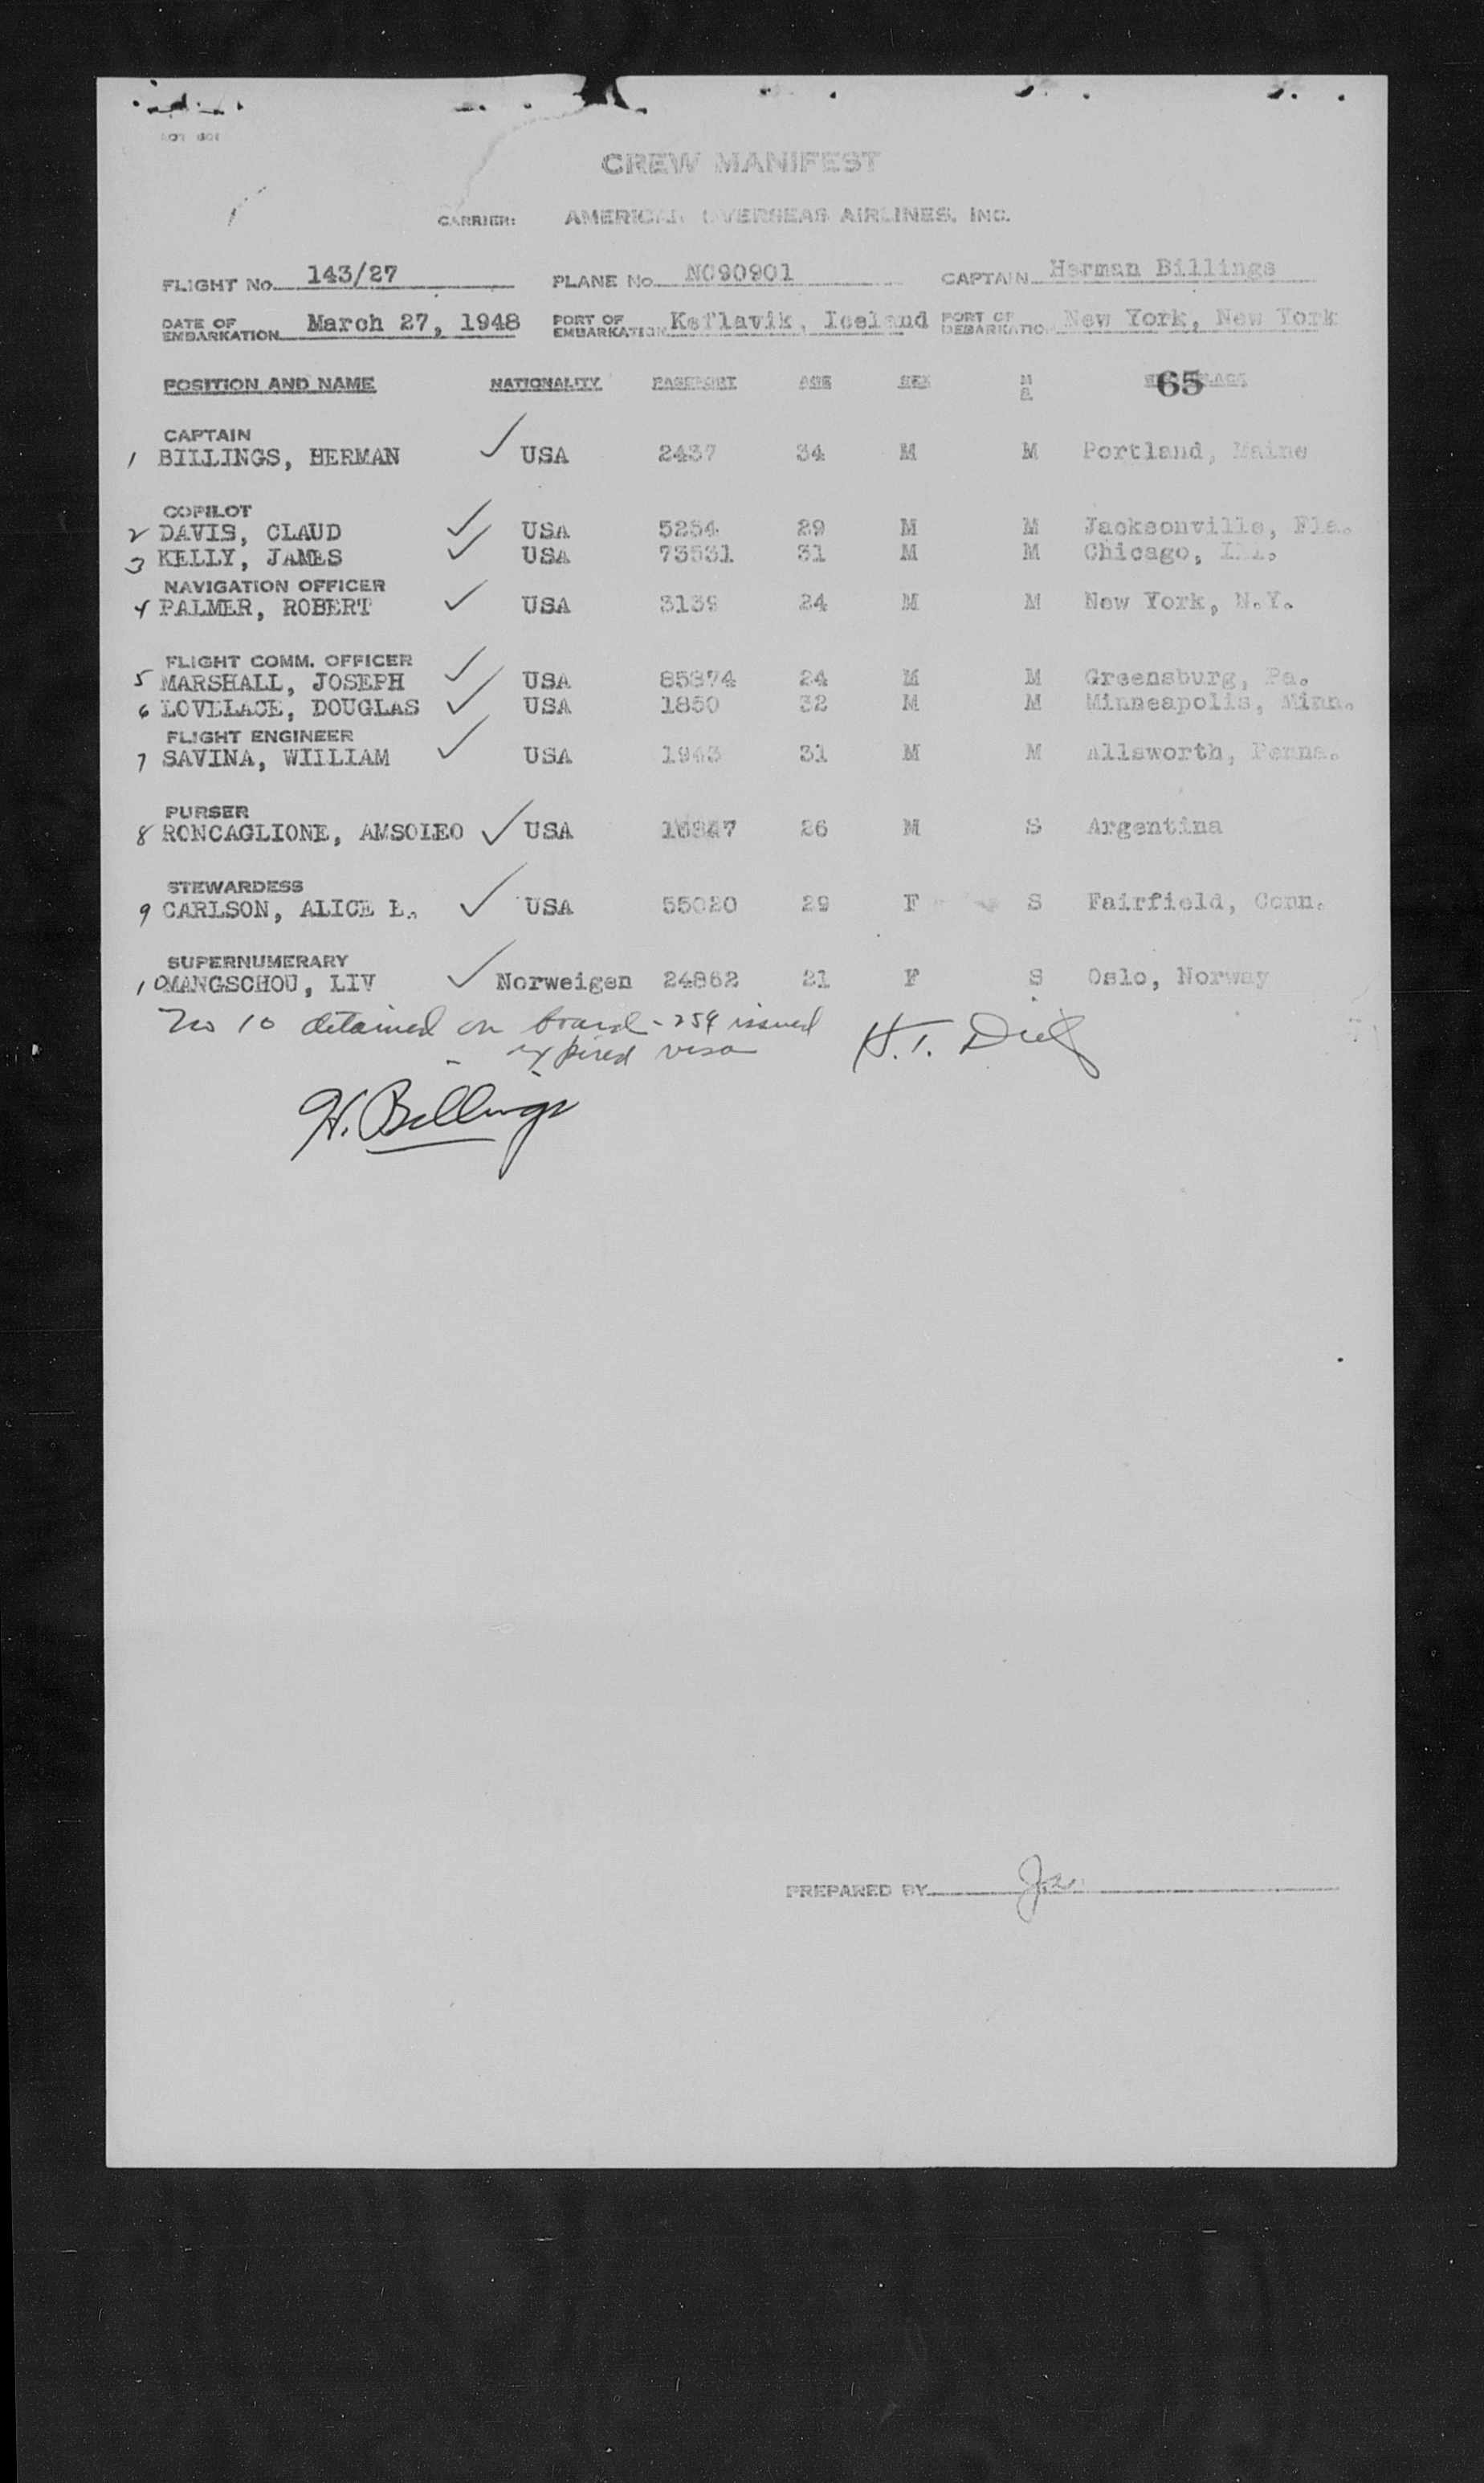 CREW MANIFEST
CARRIER: AMERICAN OVERSEAS AIRLINES, INC.
FLIGHT No. 143/27 PLANE No. NC90901 CAPTAIN Herman Billings
DATE OF EMBARKATION March 27, 1948 PORT OF EMBARKATION Keflavik, Iceland PORT OF DEBARKATION New York, New York
POSITION AND NAME NATIONALITY PASSPORT AGE SEX M S 65
CAPTAIN
1 BILLINGS, HERMAN ✓ USA 2437 34 M M Portland, Maine
COPILOT
2 DAVIS, CLAUD ✓ USA 5254 29 M M Jacksonville, Fla.
3 KELLY, JAMES ✓ USA 73531 31 M M Chicago, Ill.
NAVIGATION OFFICER
4 PALMER, ROBERT ✓ USA 3139 24 M M New York, N.Y.
FLIGHT COMM. OFFICER
5 MARSHALL, JOSEPH ✓ USA 85874 24 M M Greensburg, Pa.
6 LOVELACE, DOUGLAS ✓ USA 1850 32 M M Minneapolis, Minn.
FLIGHT ENGINEER
7 SAVINA, WILLIAM ✓ USA 1943 31 M M Allsworth, Penna.
PURSER
8 RONCAGLIONE, AMSOLEO ✓ USA 26 M S Argentina
STEWARDESS
9 CARLSON, ALICE L. ✓ USA 55020 29 F S Fairfield, Conn.
SUPERNUMERARY
10 MANGSCHOU, LIV ✓ Norweigen 24862 21 F S Oslo, Norway
No 10 detained on board - 259 issued
- expired visa
H. T.
H. Billings
PREPARED BY